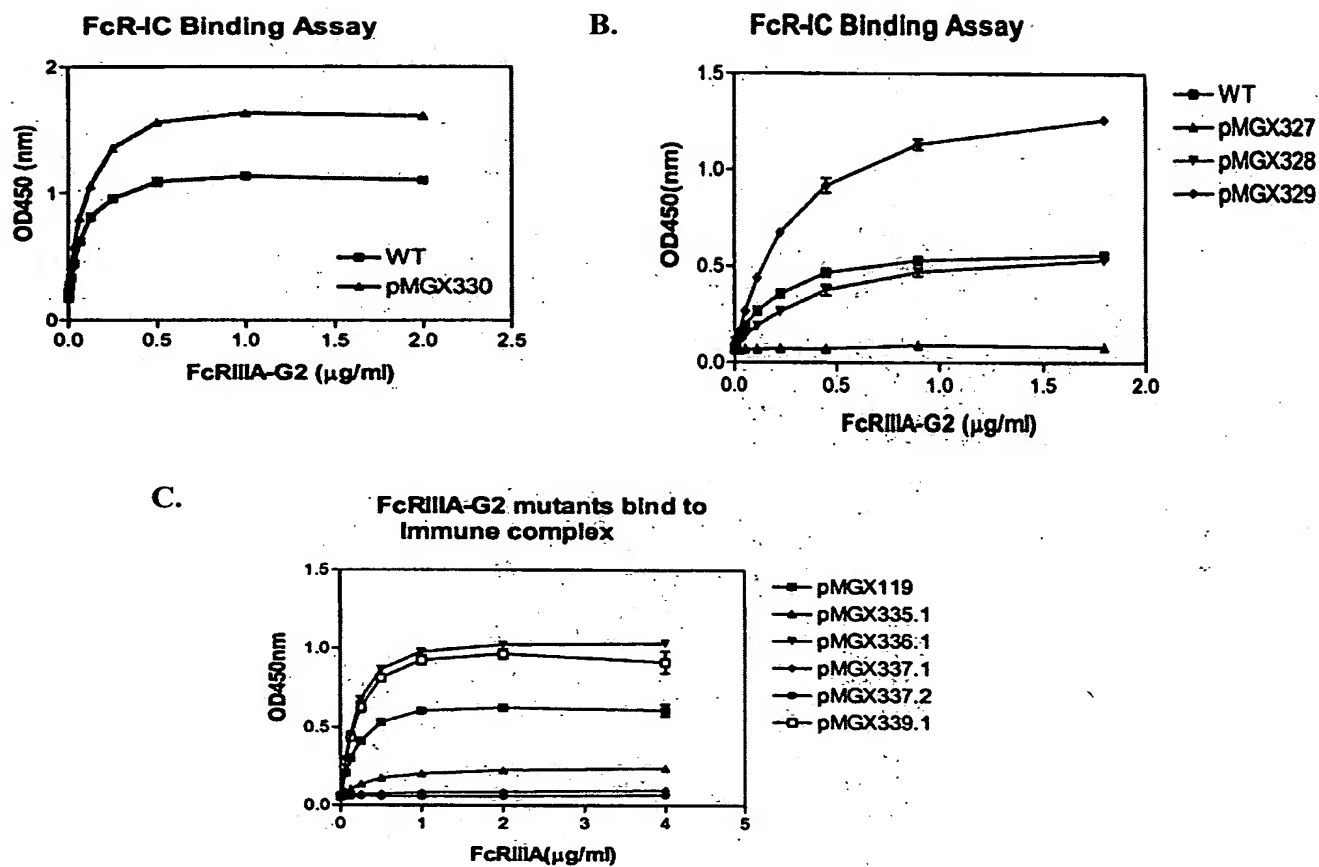 FcR-IC Binding Assay
2
1
0
OD450 (nm)
WT
pMGX330
0.0 0.5 1.0 1.5 2.0 2.5
FcRIIIA-G2 (µg/ml)
B.
FcR-IC Binding Assay
1.5
1.0
0.5
0.0
OD450(nm)
WT
pMGX327
pMGX328
pMGX329
0.0 0.5 1.0 1.5 2.0
FcRIIIA-G2 (µg/ml)
C.
FcRIIIA-G2 mutants bind to
Immune complex
1.5
1.0
0.5
0.0
OD450nm
pMGX119
pMGX335.1
pMGX336.1
pMGX337.1
pMGX337.2
pMGX339.1
0 1 2 3 4 5
FcRIIIA(µg/ml)